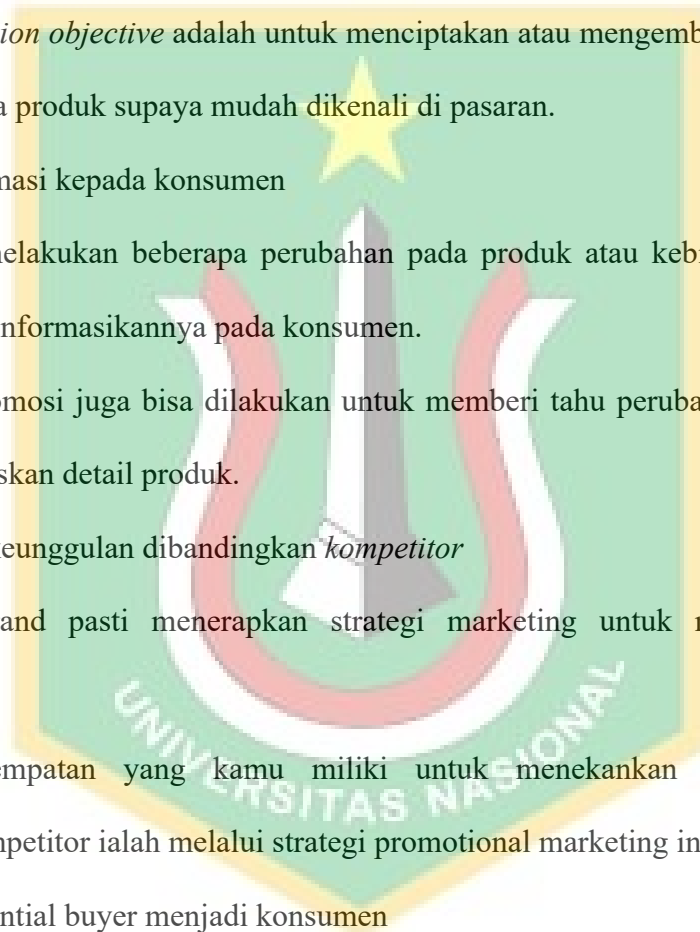 ion objective adalah untuk menciptakan atau mengemb
a produk supaya mudah dikenali di pasaran.
masi kepada konsumen
nelakukan beberapa perubahan pada produk atau keb
nformasikannya pada konsumen.
omosi juga bisa dilakukan untuk memberi tahu peruba
skan detail produk.
keunggulan dibandingkan kompetitor
and pasti menerapkan strategi marketing untuk
empatan yang kamu miliki untuk menekankan
mpetitor ialah melalui strategi promotional marketing in
ntial buyer menjadi konsumen
UNIVERSITAS NASIONAL